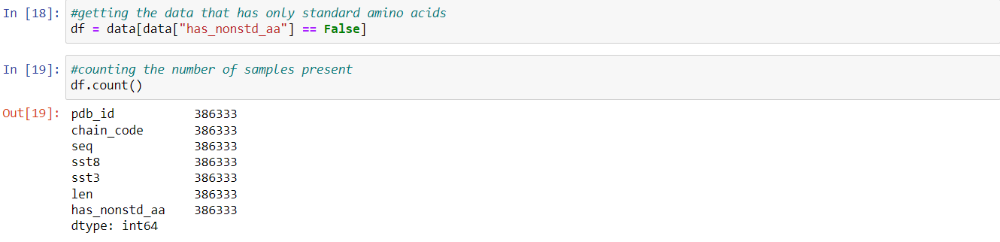 In [18]: #getting the data that has only standard amino acids
df = data[data["has_nonstd_aa"] == False]
In [19]: #counting the number of samples present
df.count()
Out[19]: pdb_id 386333
chain_code 386333
seq 386333
sst8 386333
sst3 386333
len 386333
has_nonstd_aa 386333
dtype: int64